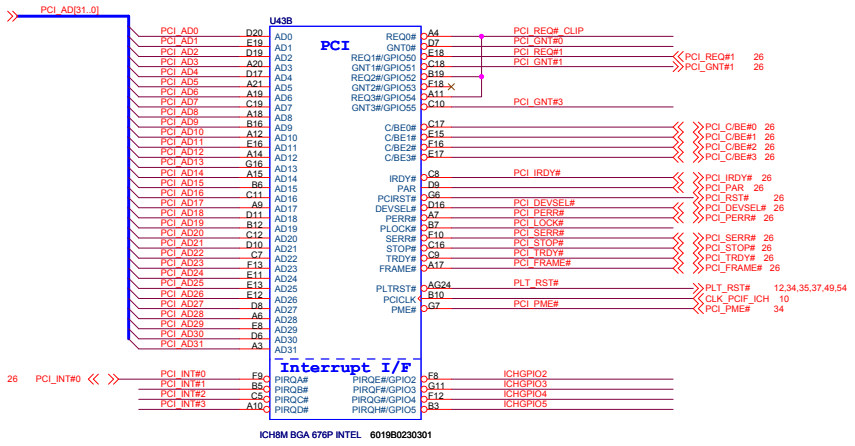 PCI_AD[31..0]
U43B
PCI
PCI_AD0 D20 AD0 REQ0# A4 PCI_REQ#_CLIP
PCI_AD1 E19 AD1 GNT0# D7 PCI_GNT#0
PCI_AD2 D19 AD2 REQ1#/GPIO50 E18 PCI_REQ#1 PCI_REQ#1 26
PCI_AD3 A20 AD3 GNT1#/GPIO51 C18 PCI_GNT#1 PCI_GNT#1 26
PCI_AD4 D17 AD4 REQ2#/GPIO52 B19
PCI_AD5 A21 AD5 GNT2#/GPIO53 F18
PCI_AD6 A19 AD6 REQ3#/GPIO54 A11
PCI_AD7 C19 AD7 GNT3#/GPIO55 C10 PCI_GNT#3
PCI_AD8 A18 AD8
PCI_AD9 B16 AD9 C/BE0# C17 PCI_C/BE#0 26
PCI_AD10 A12 AD10 C/BE1# E15 PCI_C/BE#1 26
PCI_AD11 E16 AD11 C/BE2# F16 PCI_C/BE#2 26
PCI_AD12 A14 AD12 C/BE3# E17 PCI_C/BE#3 26
PCI_AD13 G16 AD13
PCI_AD14 A15 AD14 IRDY# C8 PCI_IRDY# PCI_IRDY# 26
PCI_AD15 B6 AD15 PAR D9 PCI_PAR 26
PCI_AD16 C11 AD16 PCIRST# G6 PCI_RST# 26
PCI_AD17 A9 AD17 DEVSEL# D16 PCI_DEVSEL# PCI_DEVSEL# 26
PCI_AD18 D11 AD18 PERR# A7 PCI_PERR# PCI_PERR# 26
PCI_AD19 B12 AD19 PLOCK# B7 PCI_LOCK#
PCI_AD20 C12 AD20 SERR# F10 PCI_SERR# PCI_SERR# 26
PCI_AD21 D10 AD21 STOP# C16 PCI_STOP# PCI_STOP# 26
PCI_AD22 C7 AD22 TRDY# C9 PCI_TRDY# PCI_TRDY# 26
PCI_AD23 F13 AD23 FRAME# A17 PCI_FRAME# PCI_FRAME# 26
PCI_AD24 E11 AD24
PCI_AD25 E13 AD25 PLTRST# AG24 PLT_RST# PLT_RST# 12,34,35,37,49,54
PCI_AD26 E12 AD26 PCICLK B10 CLK_PCIF_ICH 10
PCI_AD27 D8 AD27 PME# G7 PCI_PME# PCI_PME# 34
PCI_AD28 A6 AD28
PCI_AD29 E8 AD29
PCI_AD30 D6 AD30
PCI_AD31 A3 AD31
Interrupt I/F
26 PCI_INT#0 PCI_INT#0 F9 PIRQA# PIRQE#/GPIO2 F8 ICHGPIO2
PCI_INT#1 B5 PIRQB# PIRQF#/GPIO3 G11 ICHGPIO3
PCI_INT#2 C5 PIRQC# PIRQG#/GPIO4 F12 ICHGPIO4
PCI_INT#3 A10 PIRQD# PIRQH#/GPIO5 B3 ICHGPIO5
ICH8M BGA 676P INTEL 6019B0230301